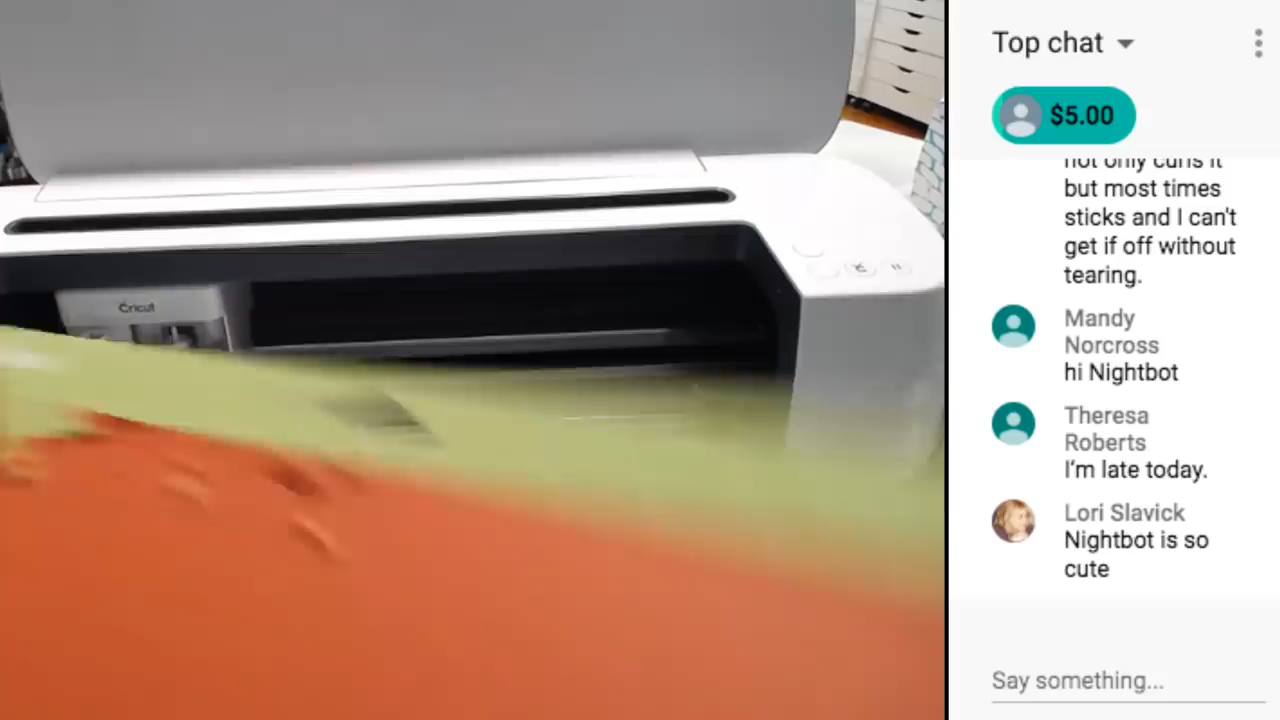 Cricut
Top chat
$5.00
not only curls it
but most times
sticks and I can't
get if off without
tearing.
Mandy
Norcross
hi Nightbot
Theresa
Roberts
I'm late today.
Lori Slavick
Nightbot is so
cute
Say something...